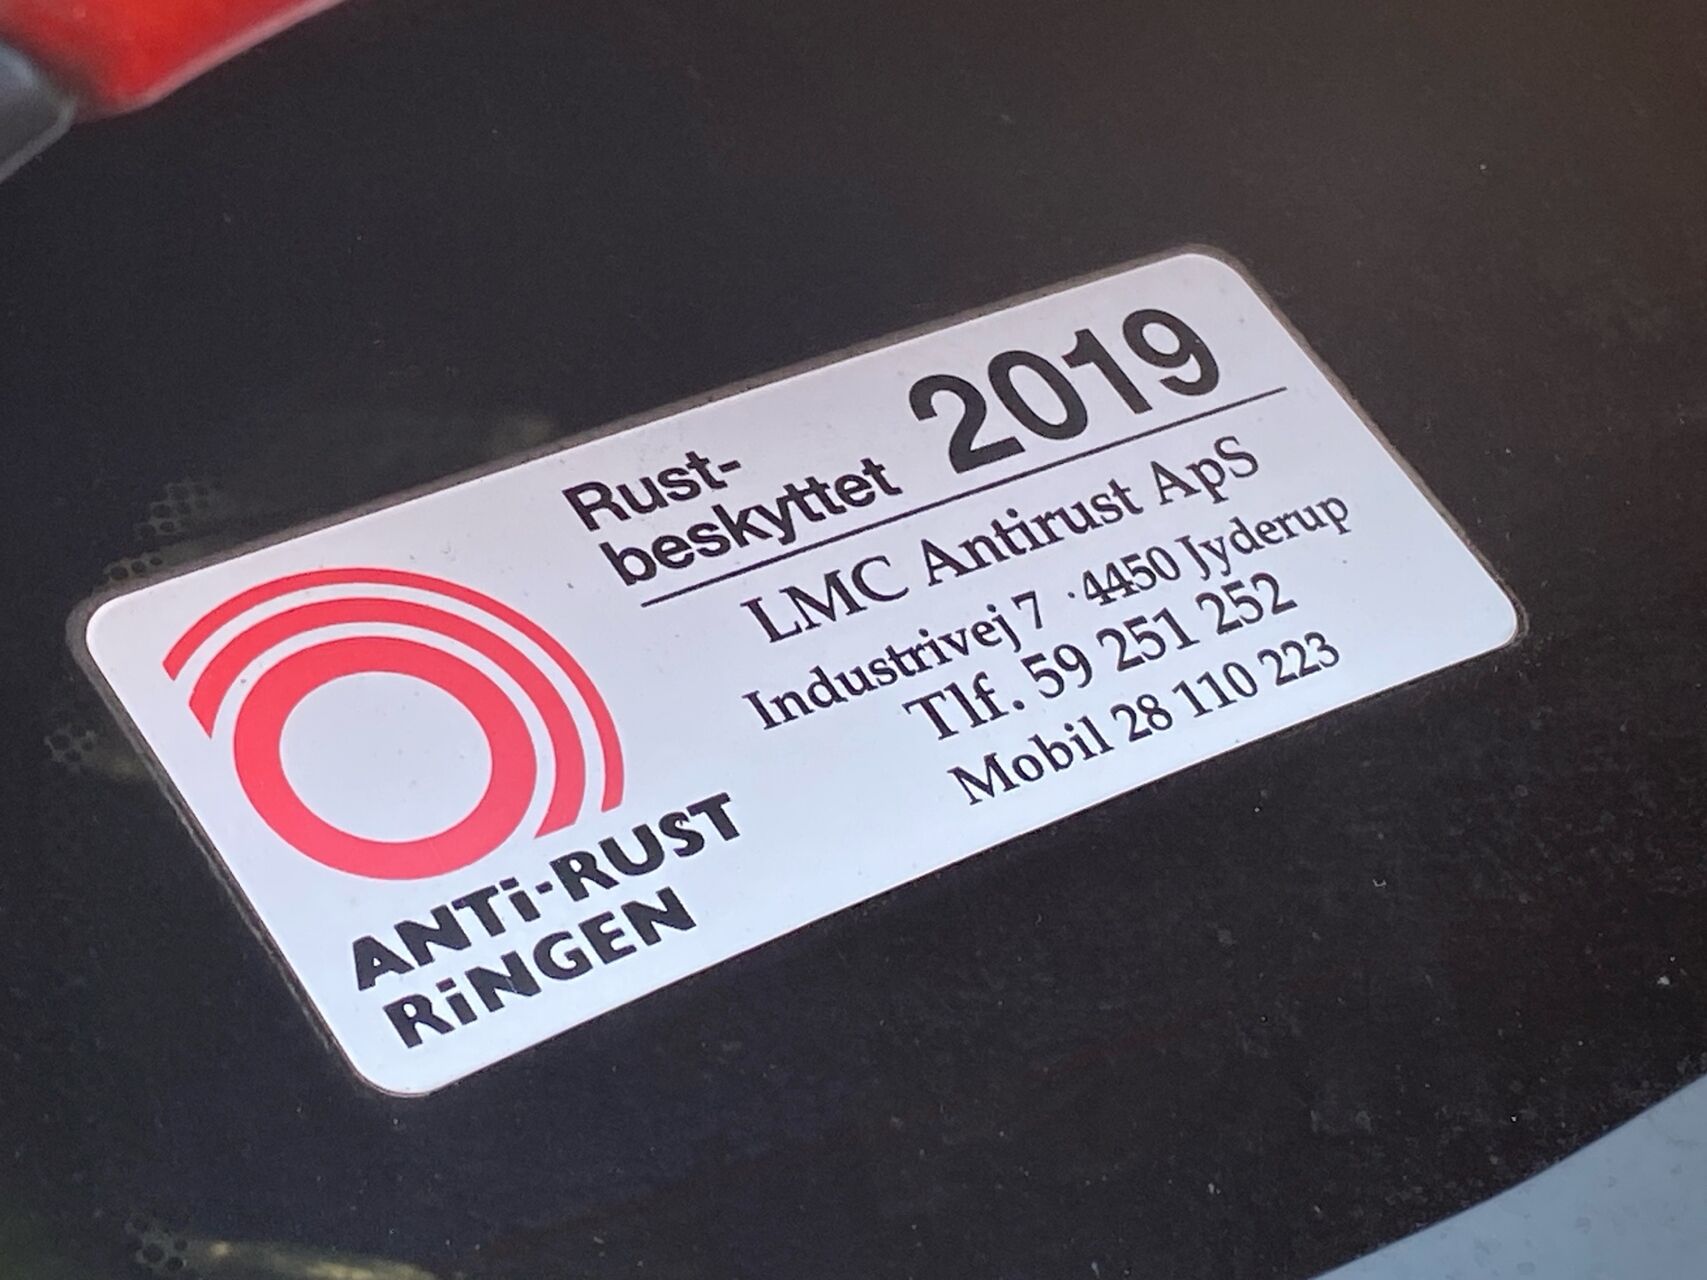 Rust-
beskyttet 2019
LMC Antirust ApS
Industrivej 7 · 4450 Jyderup
Tlf. 59 251 252
Mobil 28 110 223
ANTi-RUST
RiNGEN